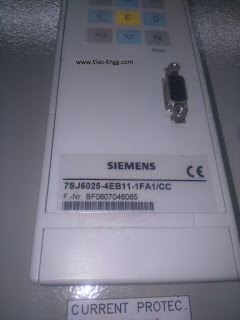 www.Elec-Engg.com
N
Reset
SIEMENS
7SJ6025-4EB11-1FA1/CC
F.-Nr. BF0607046065
CE
CURRENT PROTEC.